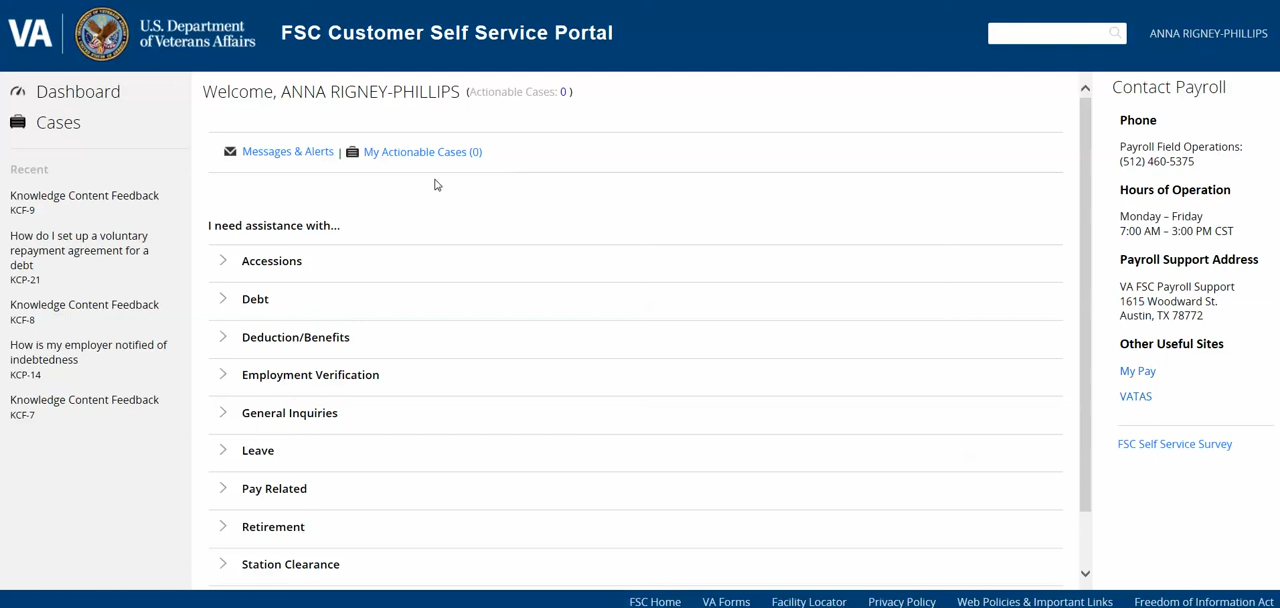 VA
U.S. Department
of Veterans Affairs
FSC Customer Self Service Portal
ANNA RIGNEY-PHILLIPS
Dashboard
Cases
Recent
Knowledge Content Feedback
KCF-9
How do I set up a voluntary
repayment agreement for a
debt
KCP-21
Knowledge Content Feedback
KCF-8
How is my employer notified of
indebtedness
KCP-14
Knowledge Content Feedback
KCF-7
Welcome, ANNA RIGNEY-PHILLIPS (Actionable Cases: 0 )
Messages & Alerts | My Actionable Cases (0)
I need assistance with...
Accessions
Debt
Deduction/Benefits
Employment Verification
General Inquiries
Leave
Pay Related
Retirement
Station Clearance
Contact Payroll
Phone
Payroll Field Operations:
(512) 460-5375
Hours of Operation
Monday – Friday
7:00 AM – 3:00 PM CST
Payroll Support Address
VA FSC Payroll Support
1615 Woodward St.
Austin, TX 78772
Other Useful Sites
My Pay
VATAS
FSC Self Service Survey
FSC Home VA Forms Facility Locator Privacy Policy Web Policies & Important Links Freedom of Information Act